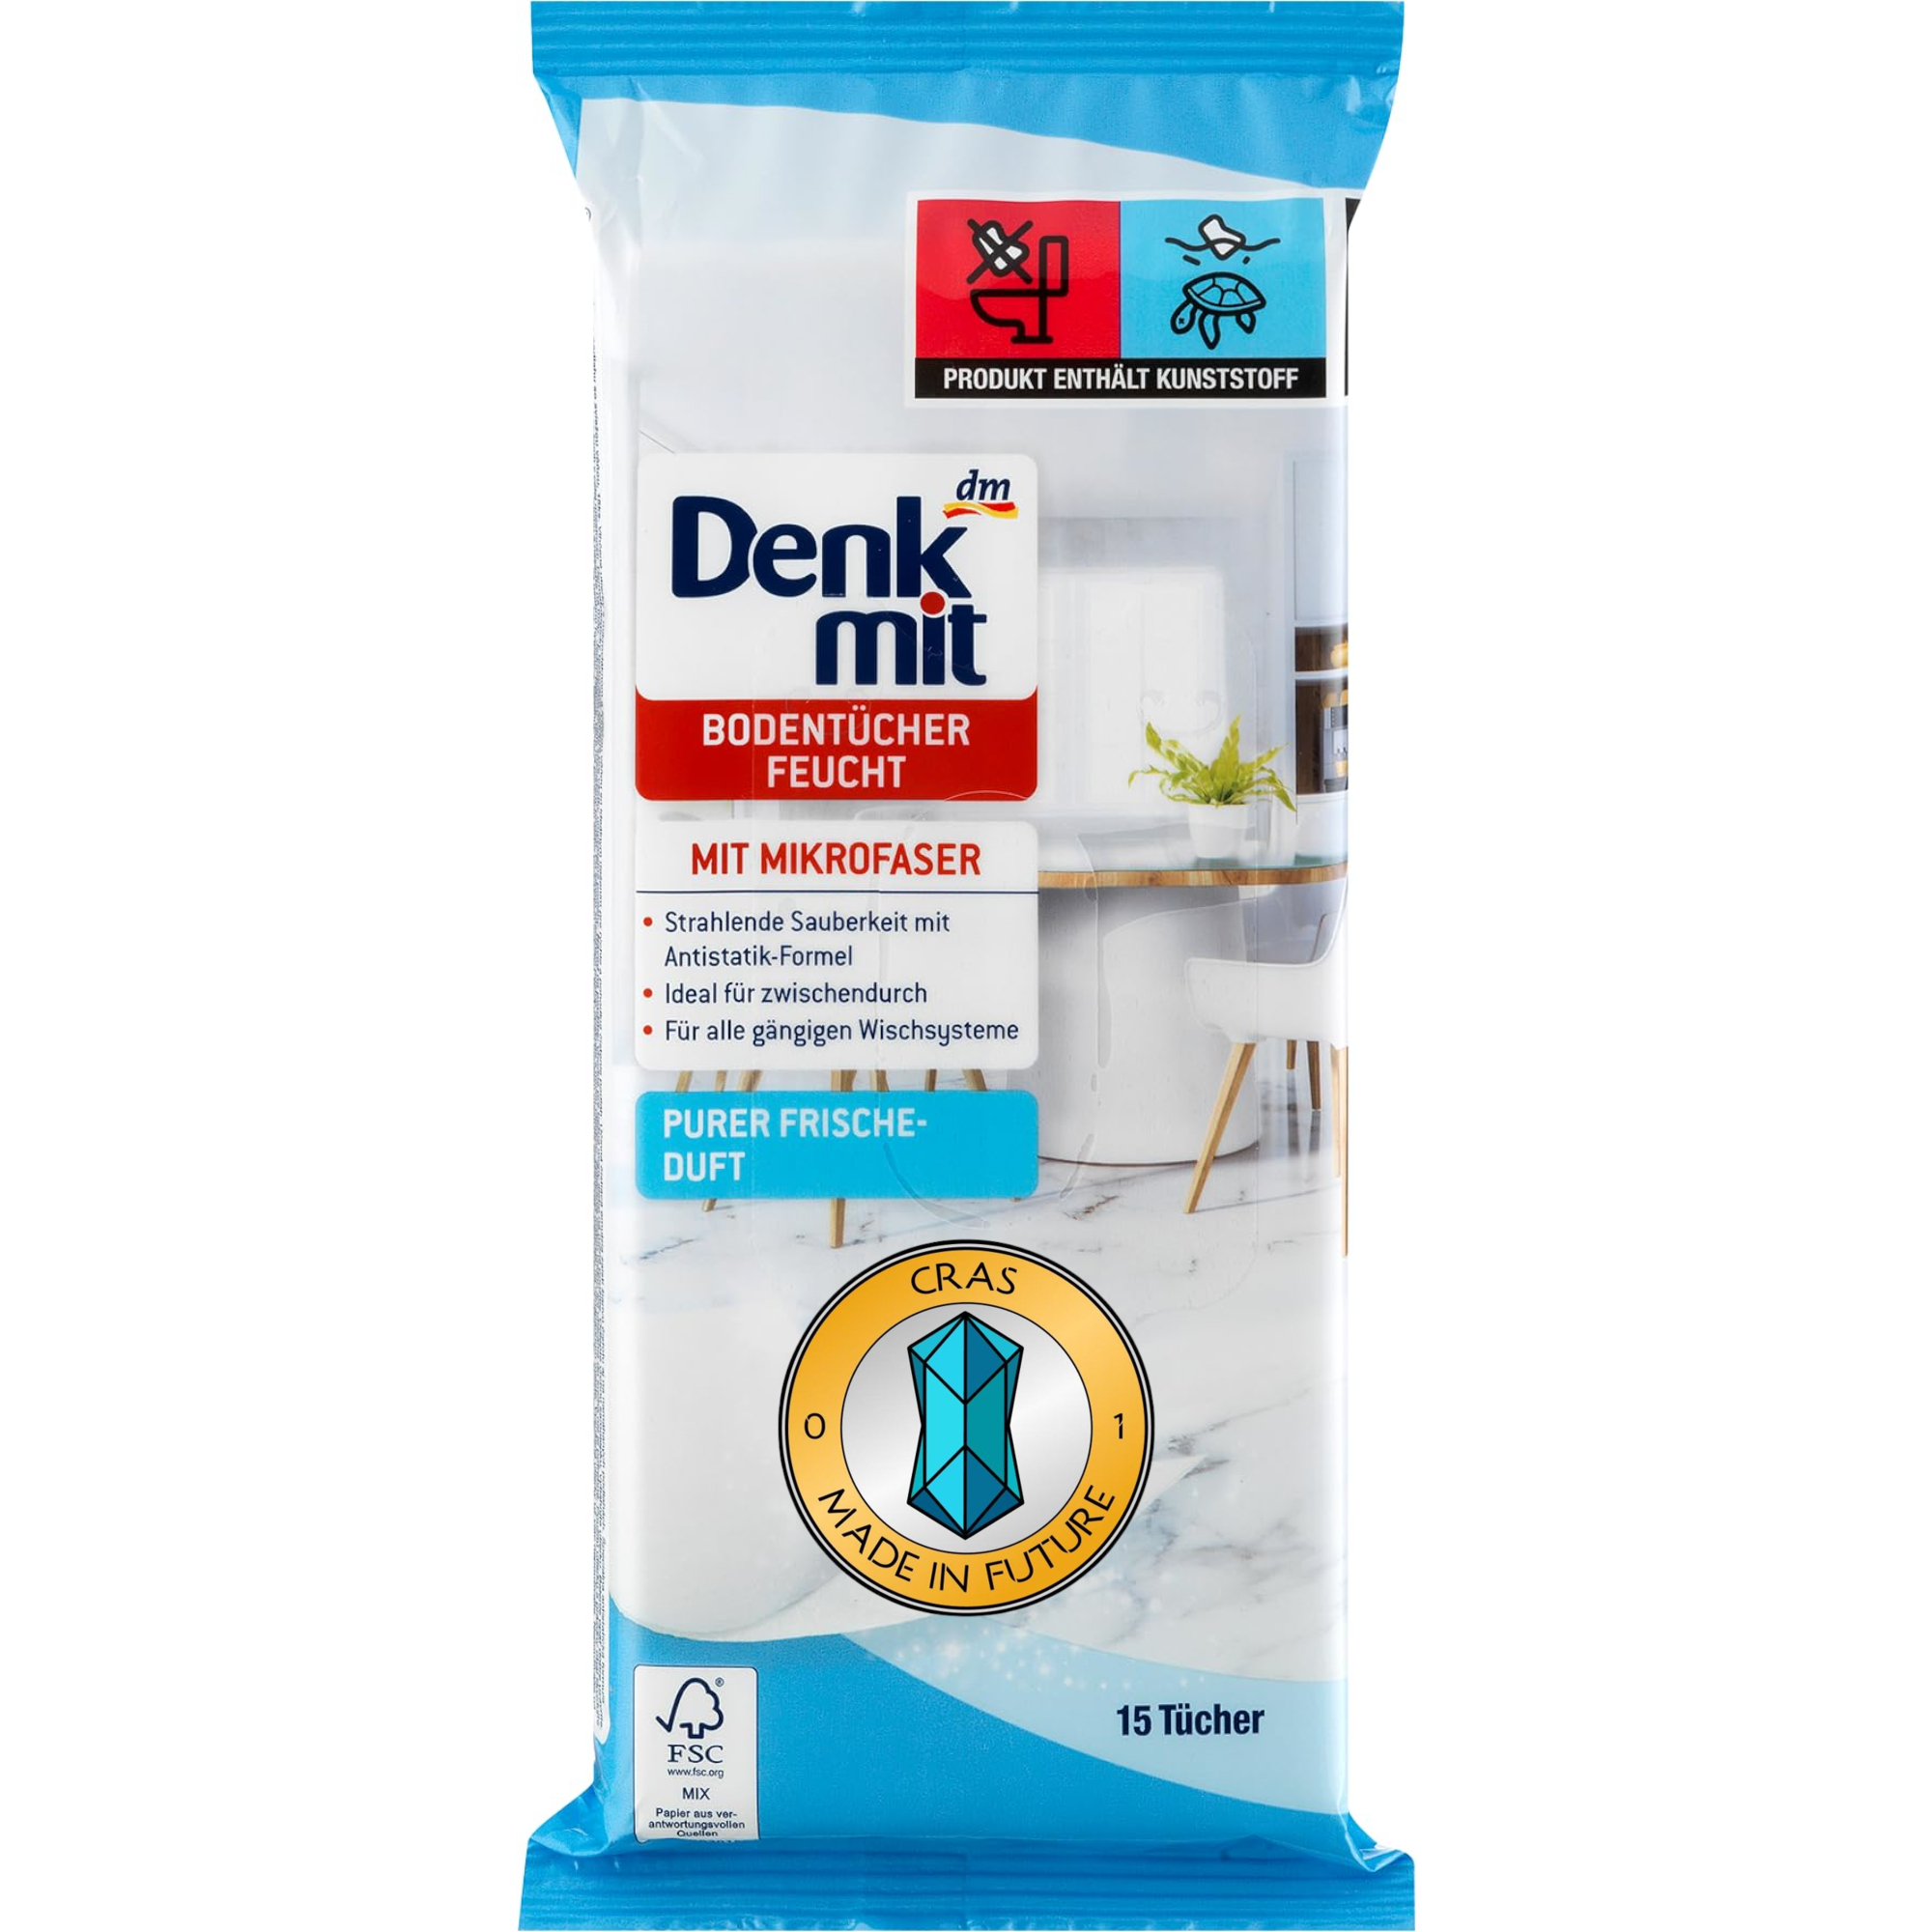 PRODUKT ENTHÄLT KUNSTSTOFF
dm
Denk
mit
BODENTÜCHER
FEUCHT
MIT MIKROFASER
• Strahlende Sauberkeit mit
Antistatik-Formel
• Ideal für zwischendurch
• Für alle gängigen Wischsysteme
PURER FRISCHE-
DUFT
CRAS
0 1
MADE IN FUTURE
15 Tücher
®
FSC
www.fsc.org
MIX
Papier aus ver-
antwortungsvollen
Quellen